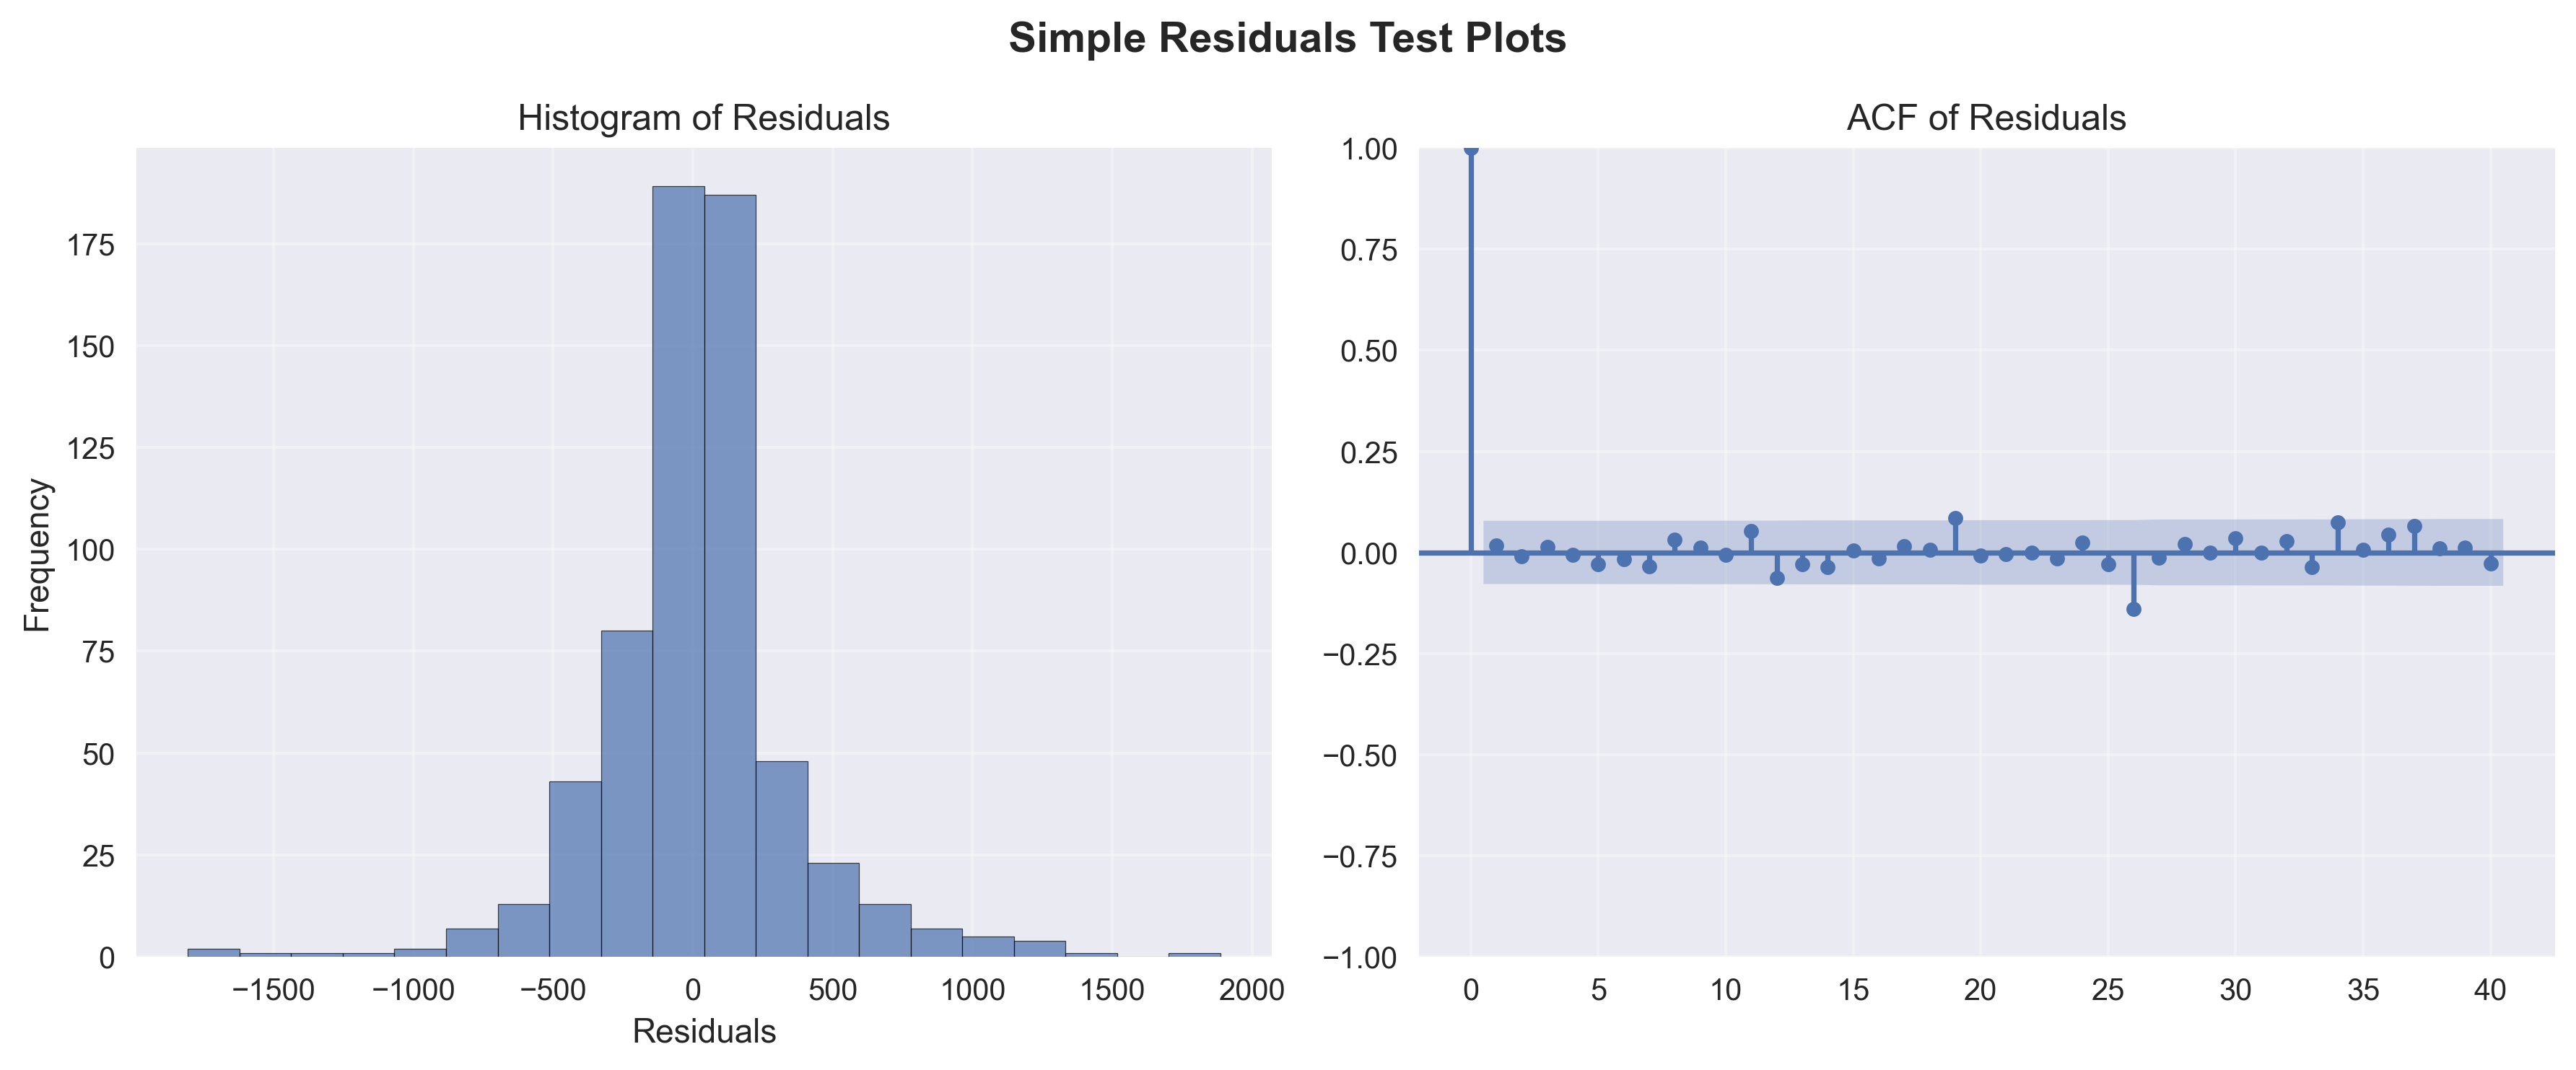 Simple Residuals Test Plots
Histogram of Residuals
Frequency
175
150
125
100
75
50
25
0
−1500 −1000 −500 0 500 1000 1500 2000
Residuals
ACF of Residuals
1.00
0.75
0.50
0.25
0.00
−0.25
−0.50
−0.75
−1.00
0 5 10 15 20 25 30 35 40